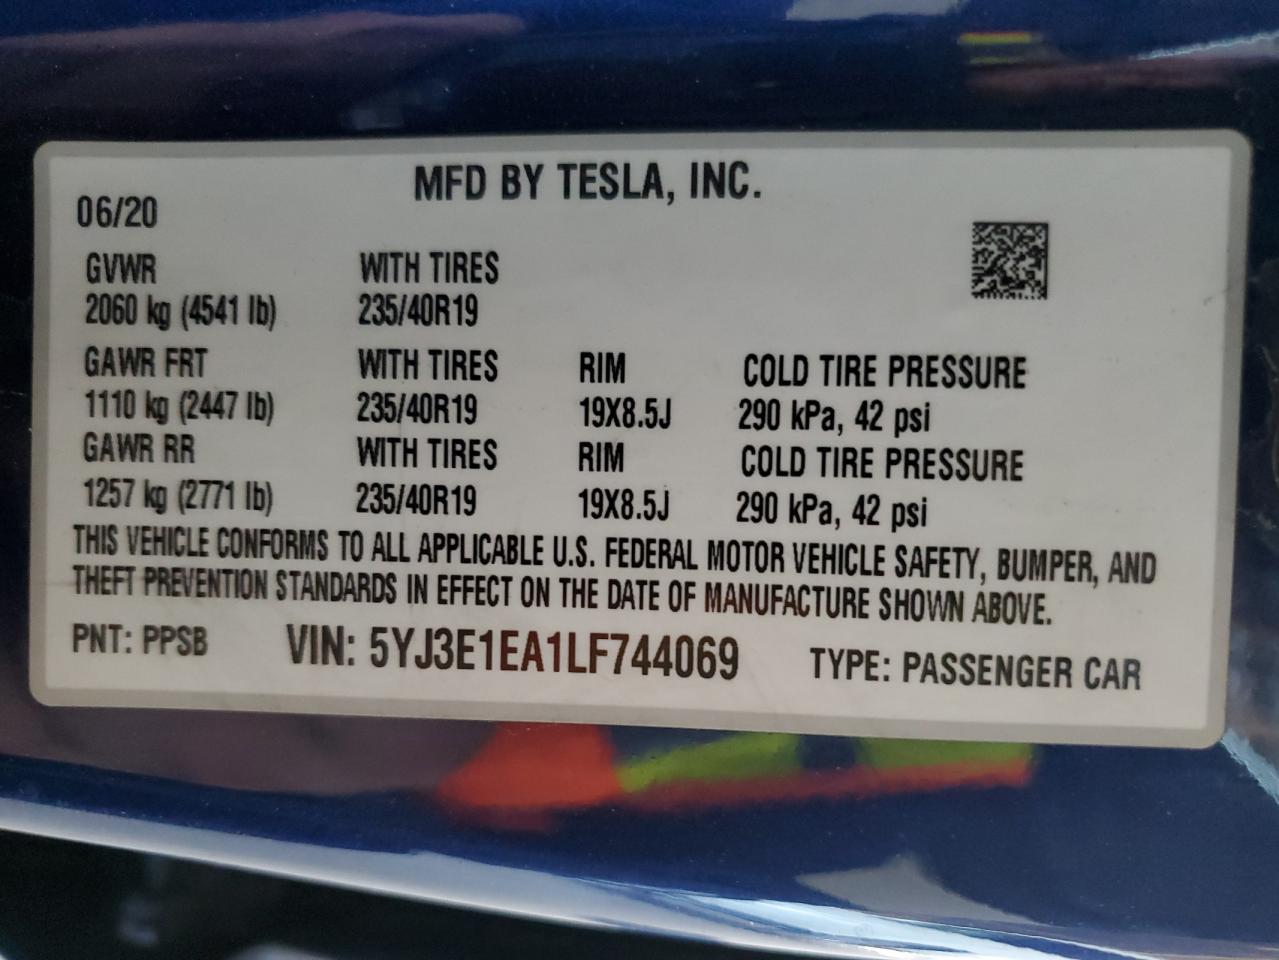 MFD BY TESLA, INC.
06/20
GVWR WITH TIRES
2060 kg (4541 lb) 235/40R19
GAWR FRT WITH TIRES RIM COLD TIRE PRESSURE
1110 kg (2447 lb) 235/40R19 19X8.5J 290 kPa, 42 psi
GAWR RR WITH TIRES RIM COLD TIRE PRESSURE
1257 kg (2771 lb) 235/40R19 19X8.5J 290 kPa, 42 psi
THIS VEHICLE CONFORMS TO ALL APPLICABLE U.S. FEDERAL MOTOR VEHICLE SAFETY, BUMPER, AND
THEFT PREVENTION STANDARDS IN EFFECT ON THE DATE OF MANUFACTURE SHOWN ABOVE.
PNT: PPSB VIN: 5YJ3E1EA1LF744069 TYPE: PASSENGER CAR